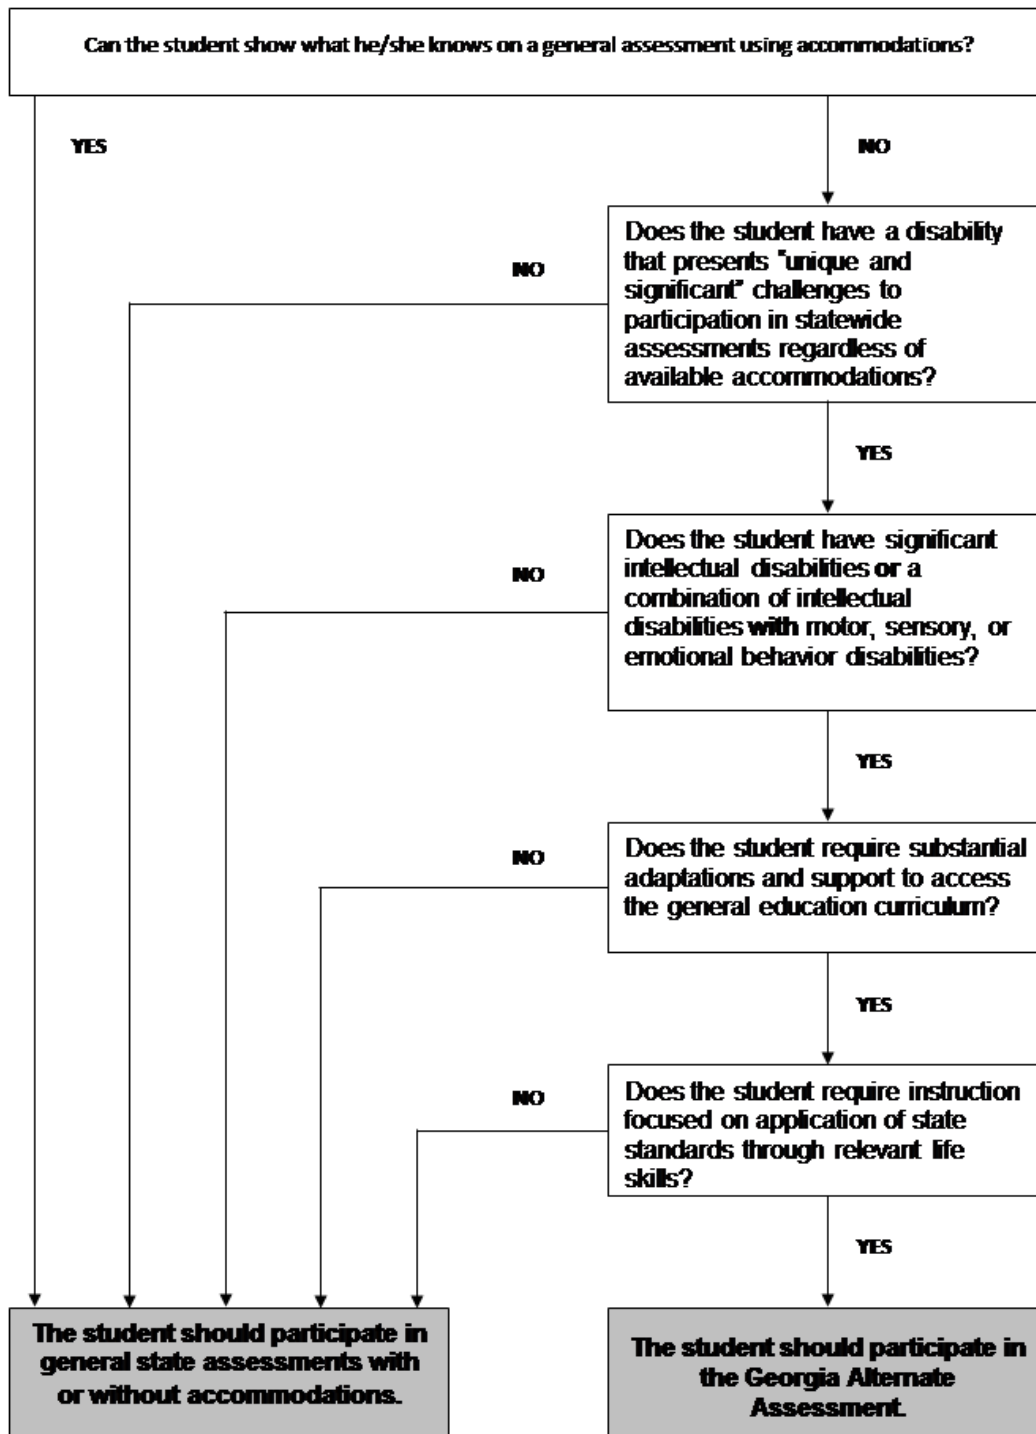 Can the student show what he/she knows on a general assessment using accommodations?
YES
NO
Does the student have a disability
that presents "unique and
significant" challenges to
participation in statewide
assessments regardless of
available accommodations?
NO
YES
Does the student have significant
intellectual disabilities or a
combination of intellectual
disabilities with motor, sensory, or
emotional behavior disabilities?
NO
YES
Does the student require substantial
adaptations and support to access
the general education curriculum?
NO
YES
Does the student require instruction
focused on application of state
standards through relevant life
skills?
NO
YES
The student should participate in
general state assessments with
or without accommodations.
The student should participate in
the Georgia Alternate
Assessment.